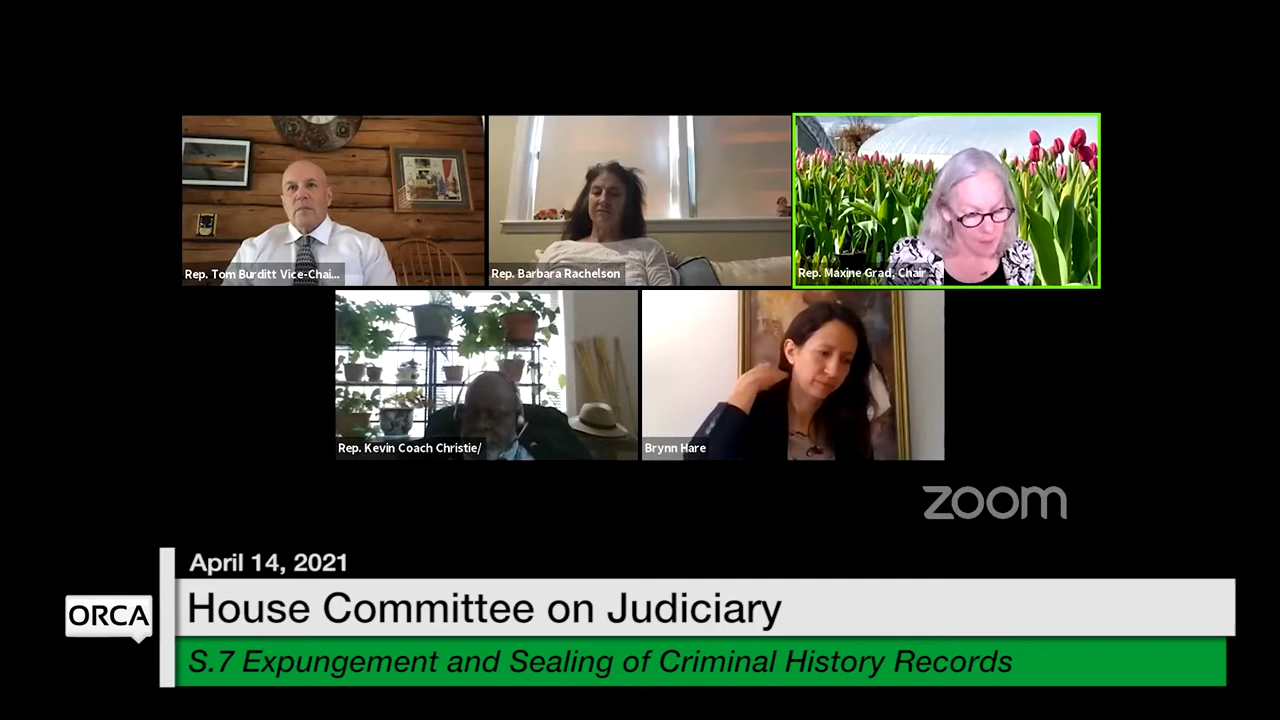 Rep. Tom Burditt Vice-Chai...
Rep. Barbara Rachelson
Rep. Maxine Grad, Chair
Rep. Kevin Coach Christie/
Brynn Hare
zoom
April 14, 2021
ORCA
House Committee on Judiciary
S.7 Expungement and Sealing of Criminal History Records